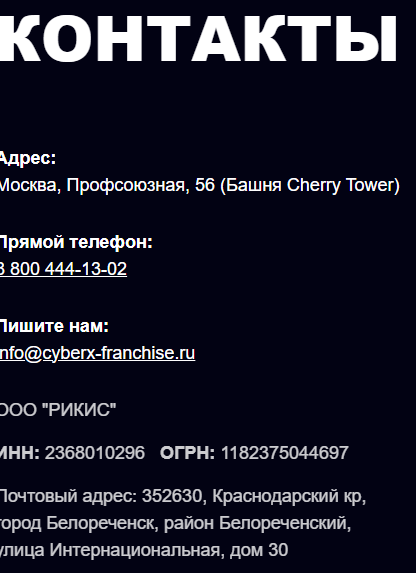 КОНТАКТЫ
Адрес:
Москва, Профсоюзная, 56 (Башня Cherry Tower)
Прямой телефон:
8 800 444-13-02
Пишите нам:
info@cyberx-franchise.ru
ООО "РИКИС"
ИНН: 2368010296 ОГРН: 1182375044697
Почтовый адрес: 352630, Краснодарский кр,
город Белореченск, район Белореченский,
улица Интернациональная, дом 30